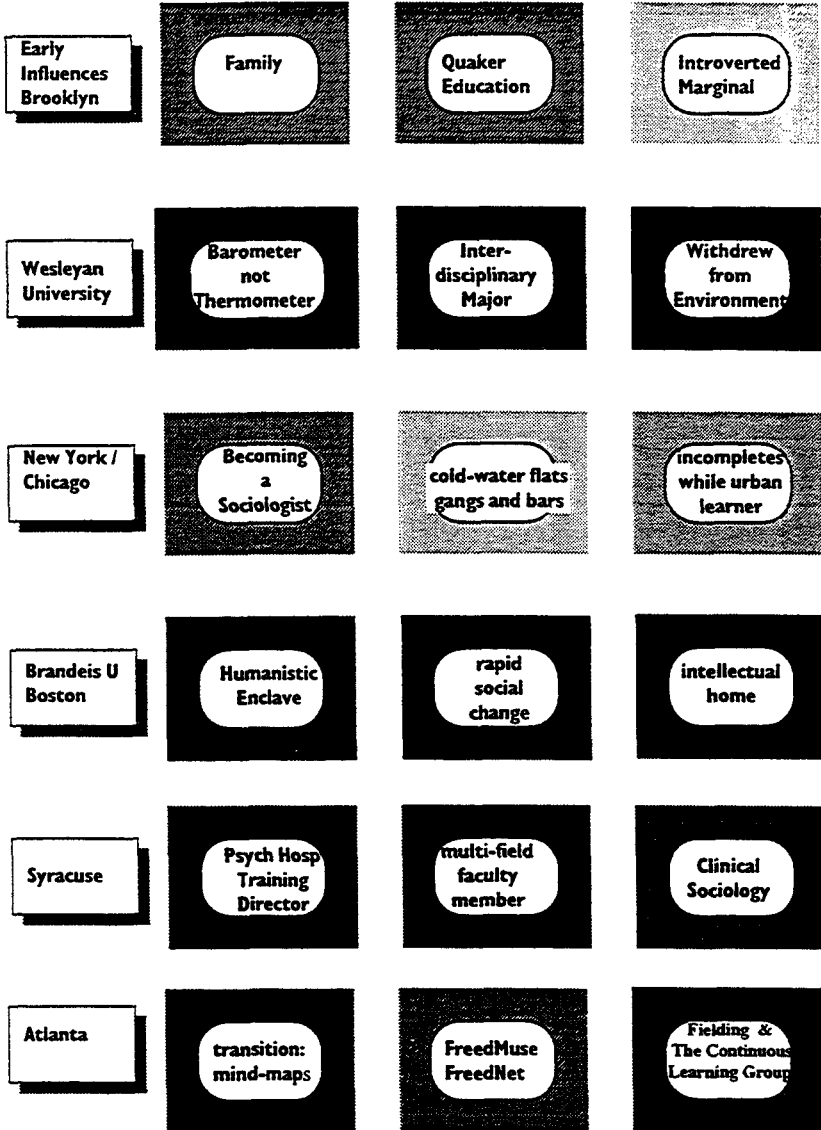 Early
Influences
Brooklyn
Family
Quaker
Education
Introverted
Marginal
Wesleyan
University
Barometer
not
Thermometer
Inter-
disciplinary
Major
Withdrew
from
Environment
New York /
Chicago
Becoming
a
Sociologist
cold-water flats
gangs and bars
incompletes
while urban
learner
Brandeis U
Boston
Humanistic
Enclave
rapid
social
change
intellectual
home
Syracuse
Psych Hosp
Training
Director
multi-field
faculty
member
Clinical
Sociology
Atlanta
transition:
mind-maps
FreedMuse
FreedNet
Fielding &
The Continuous
Learning Group